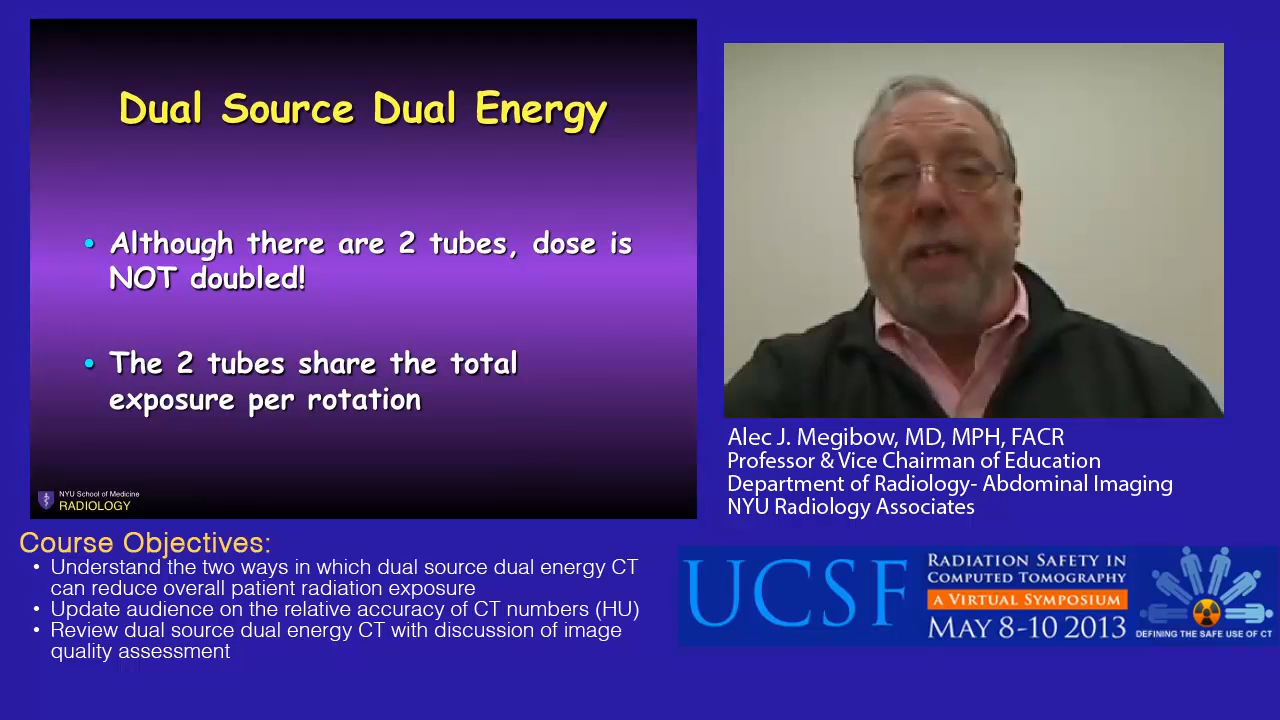 Dual Source Dual Energy
• Although there are 2 tubes, dose is
NOT doubled!
• The 2 tubes share the total
exposure per rotation
NYU School of Medicine
RADIOLOGY
Alec J. Megibow, MD, MPH, FACR
Professor & Vice Chairman of Education
Department of Radiology- Abdominal Imaging
NYU Radiology Associates
Course Objectives:
• Understand the two ways in which dual source dual energy CT
can reduce overall patient radiation exposure
• Update audience on the relative accuracy of CT numbers (HU)
• Review dual source dual energy CT with discussion of image
quality assessment
UCSF
RADIATION SAFETY IN
COMPUTED TOMOGRAPHY
A VIRTUAL SYMPOSIUM
MAY 8-10 2013
DEFINING THE SAFE USE OF CT